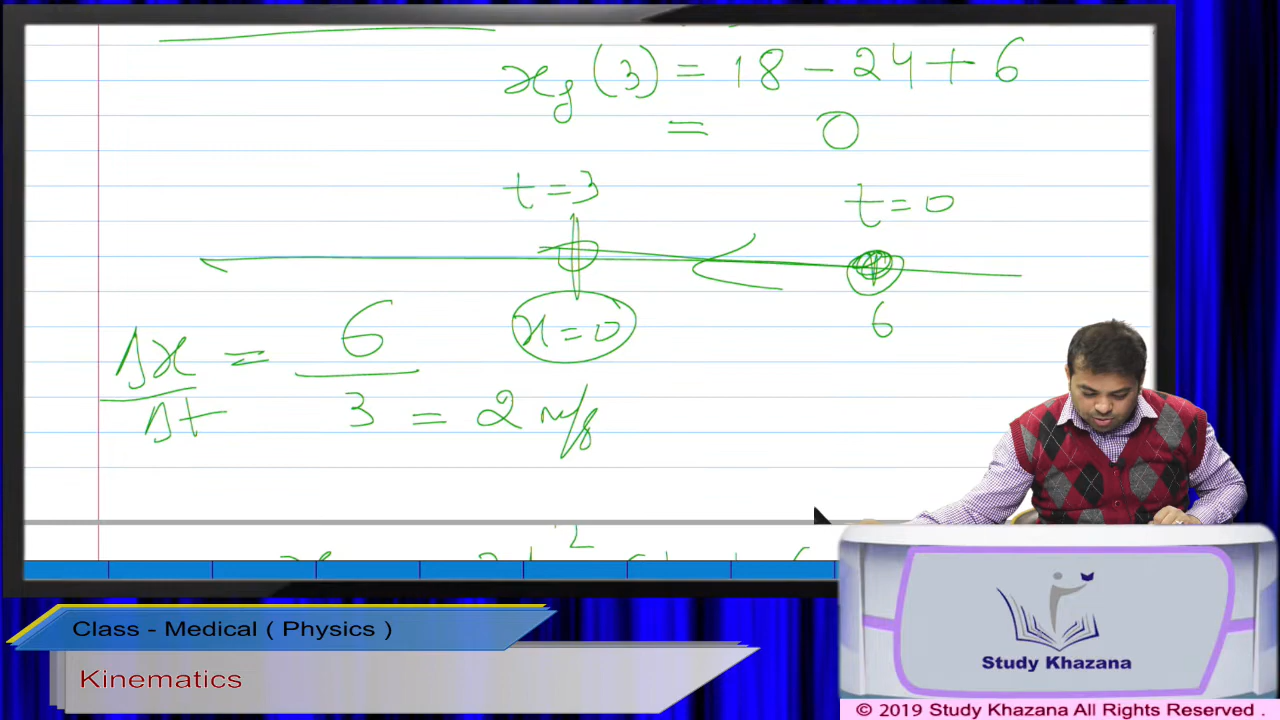 x_f (3) = 18 - 24 + 6
= 0
t = 3
t = 0
x = 0
6
Δx/Δt = 6/3 = 2 m/s
Class - Medical ( Physics )
Kinematics
Study Khazana
© 2019 Study Khazana All Rights Reserved .